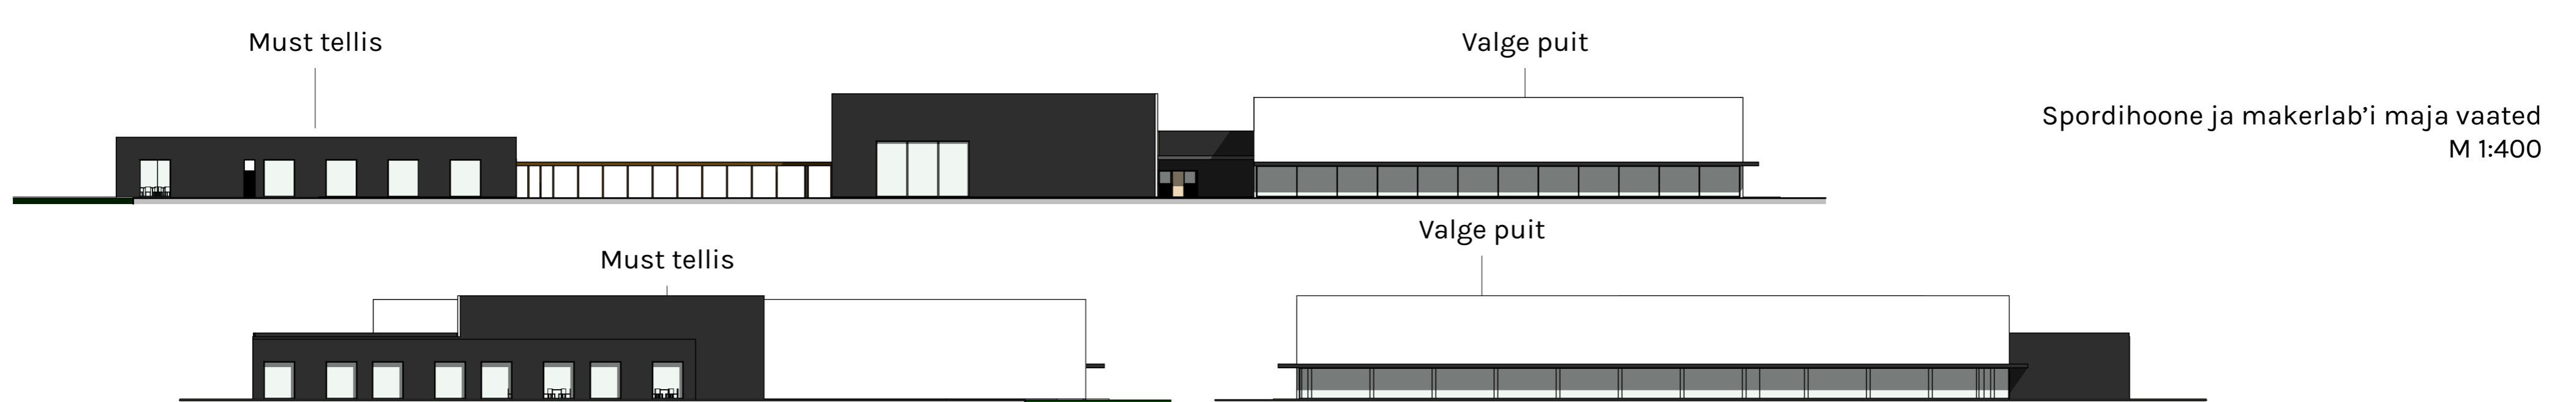 Must tellis
Valge puit
Spordihoone ja makerlab’i maja vaated
M 1:400
Valge puit
Must tellis